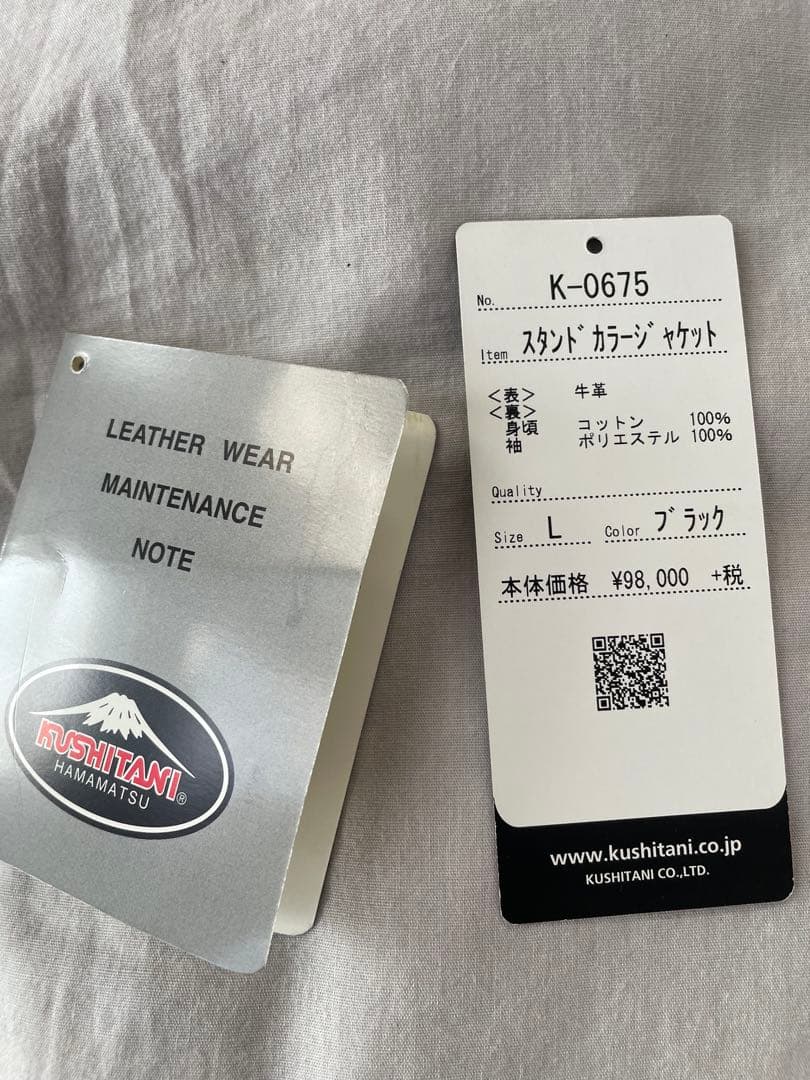 LEATHER WEAR
MAINTENANCE
NOTE
KUSHITANI
HAMAMATSU ®
No. K-0675
Item スタンドカラージャケット
<表> 牛革
<裏>
身頃 コットン 100%
袖 ポリエステル 100%
Quality
Size L Color ブラック
本体価格 ¥98,000 +税
www.kushitani.co.jp
KUSHITANI CO.,LTD.